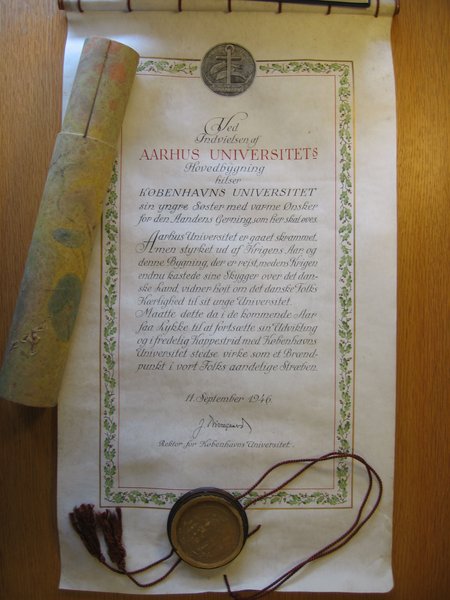 Ved
Indvielsen af
AARHUS UNIVERSITETS
Hovedbygning
hilser
KØBENHAVNS UNIVERSITET
sin yngre Søster med varme Ønsker
for den Aandens Gerning, som her skal øves.
Aarhus Universitet er gaaet skrammet,
men styrket ud af Krigens Aar og
denne Bygning, der er rejst, medens Krigen
endnu kastede sine Skygger over det dan-
ske Land, vidner højt om det danske Folks
Kærlighed til sit unge Universitet.
Maatte dette da i de kommende Aar
faa Lykke til at fortsætte sin Udvikling
og i fredelig Kappestrid med Københavns
Universitet stedse virke som et Brænd-
punkt i vort Folks aandelige Stræben.
11. September 1946.
Rektor for Københavns Universitet.